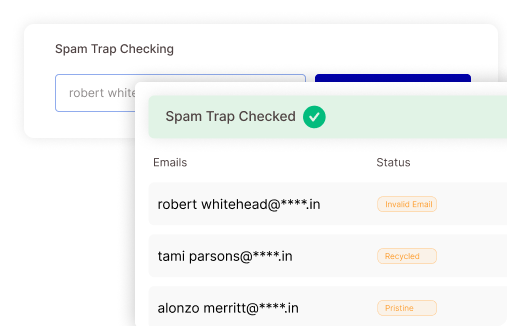 Spam Trap Checking
robert white
Spam Trap Checked
Emails Status
robert whitehead@****.in Invalid Email
tami parsons@****.in Recycled
alonzo merritt@****.in Pristine